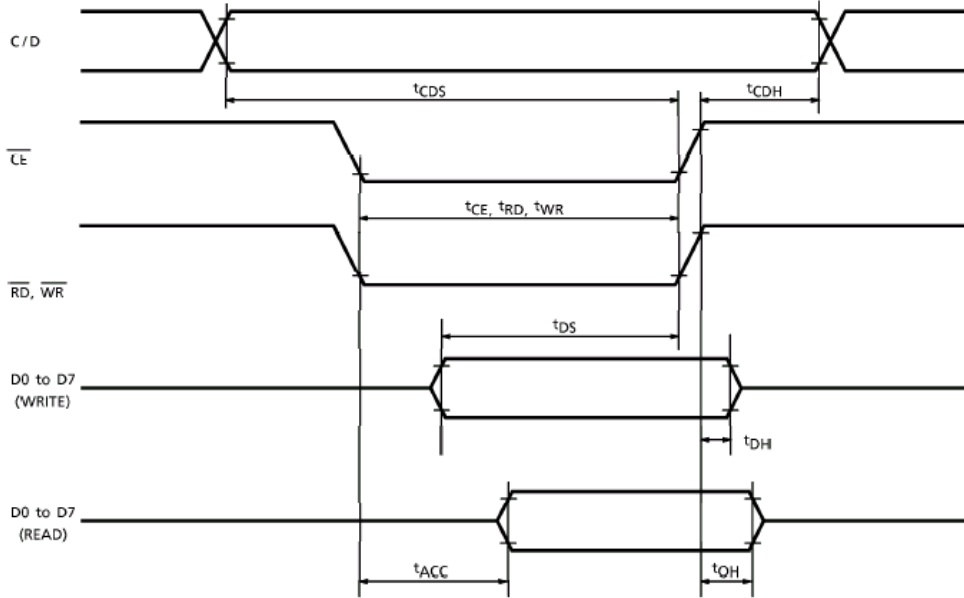 C/D
tCDS
tCDH
CE
tCE, tRD, tWR
RD, WR
tDS
D0 to D7
(WRITE)
tDH
D0 to D7
(READ)
tACC
tOH